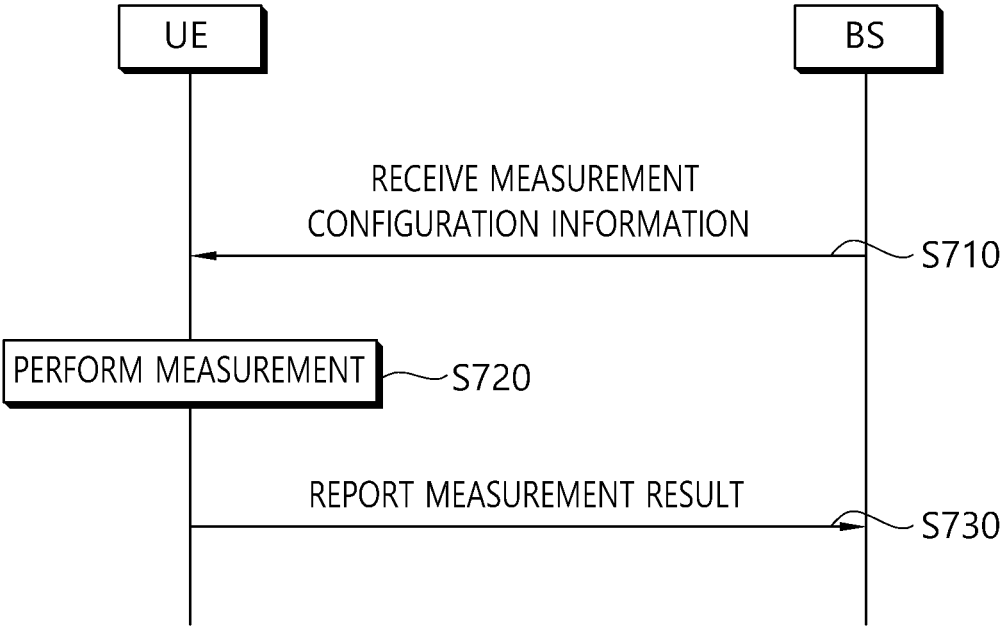 UE
BS
RECEIVE MEASUREMENT
CONFIGURATION INFORMATION
S710
PERFORM MEASUREMENT
S720
REPORT MEASUREMENT RESULT
S730